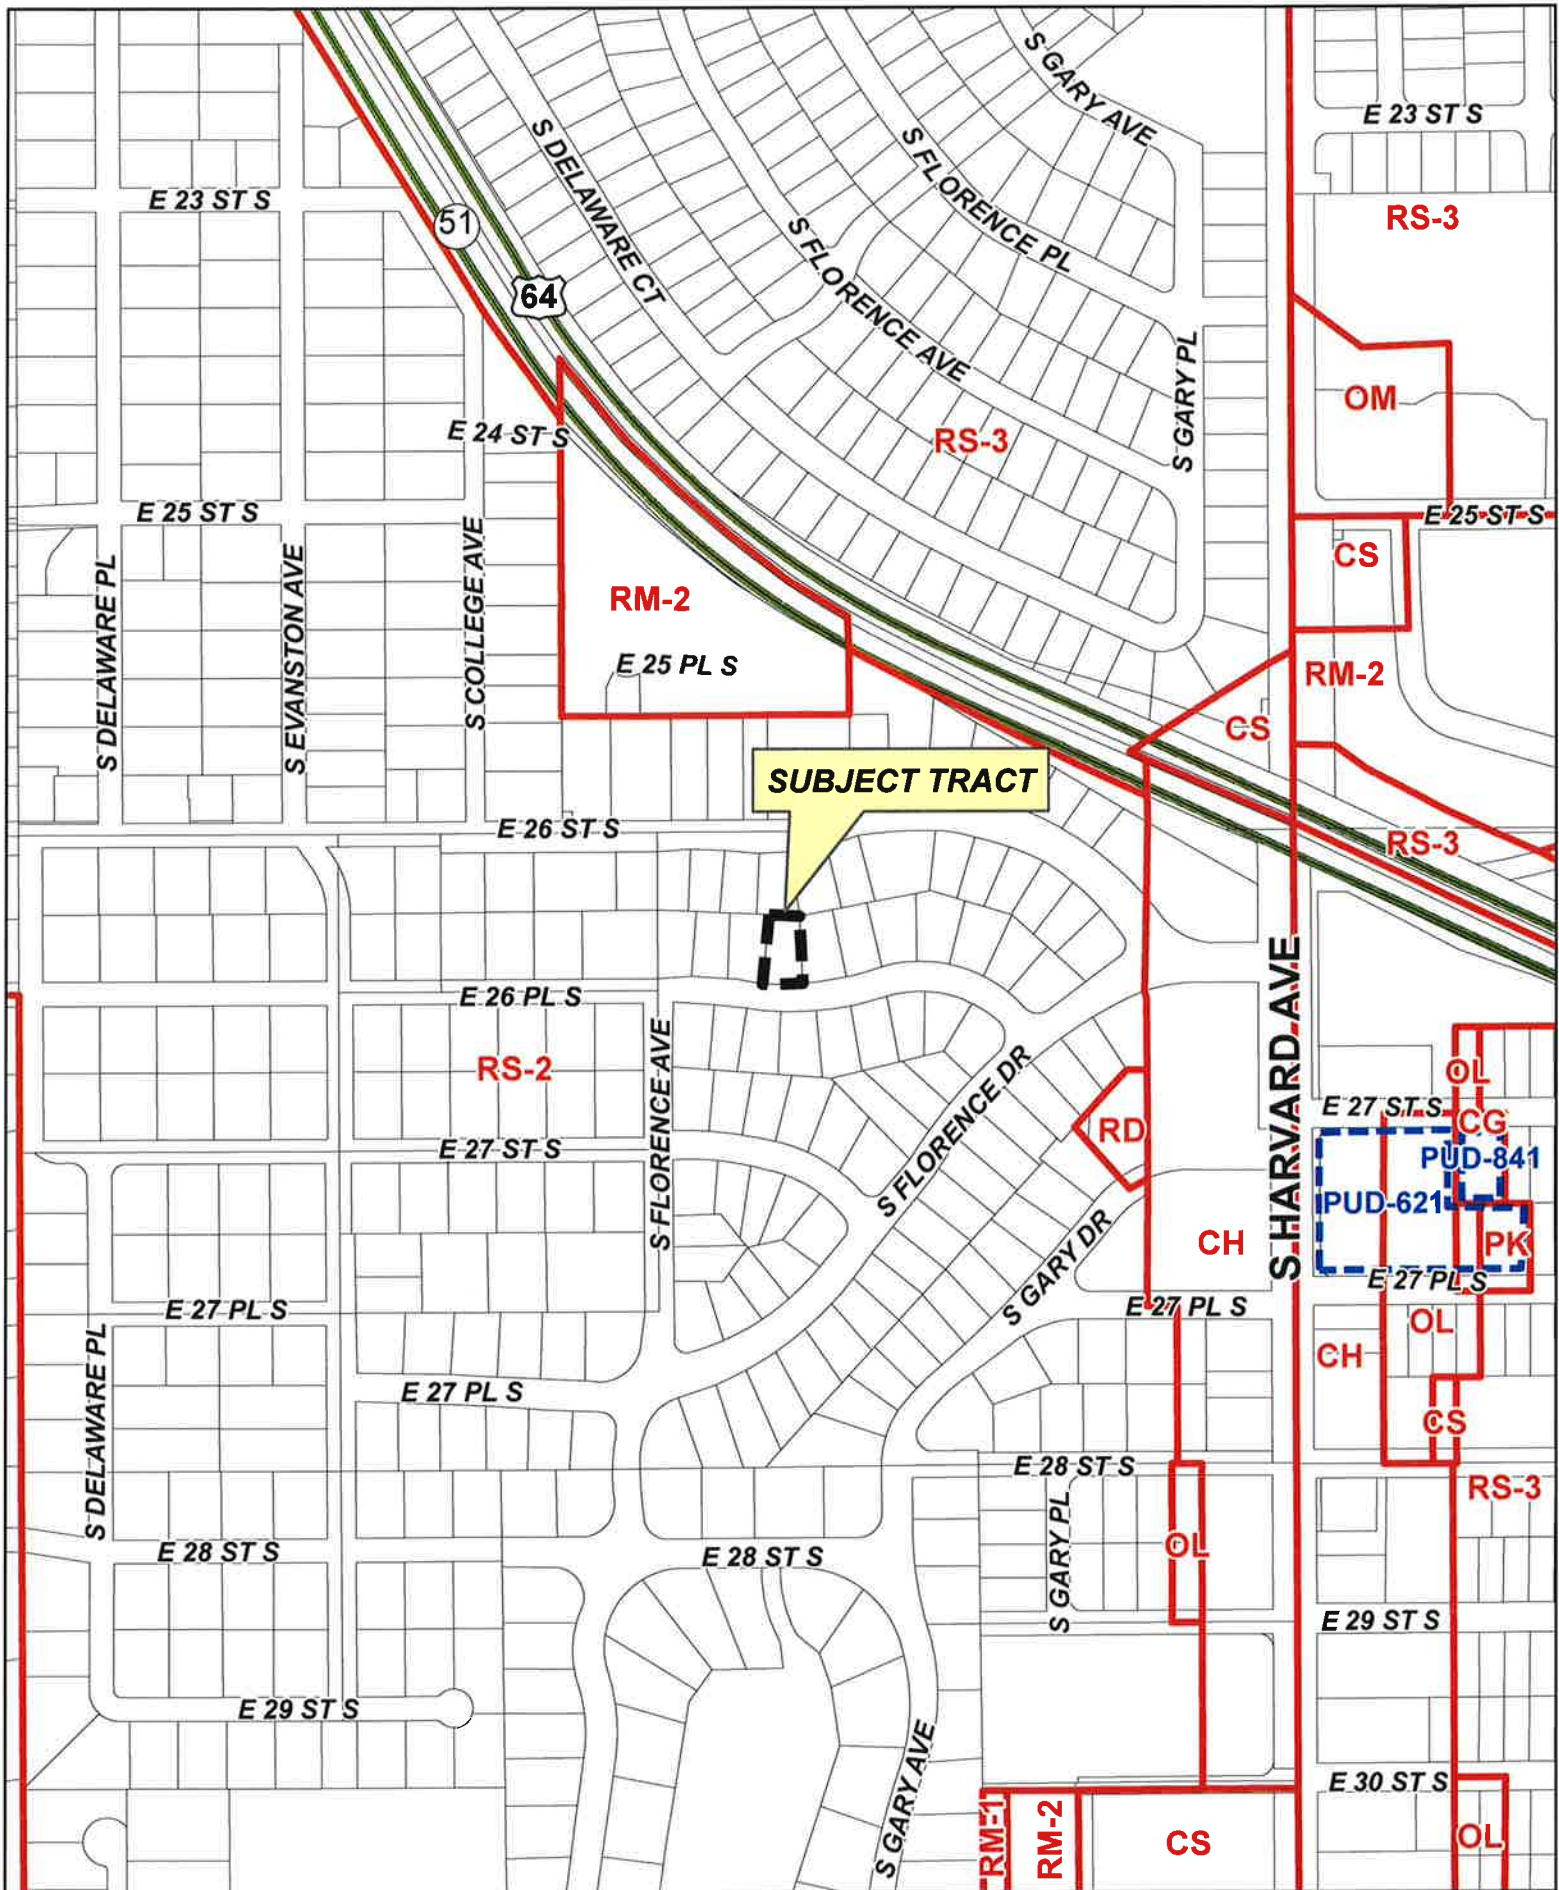 S GARY AVE
E 23 ST S
S DELAWARE CT
S FLORENCE PL
E 23 ST S
RS-3
51
S FLORENCE AVE
64
S GARY PL
OM
E 24 ST S
RS-3
E 25 ST S
E 25 ST S
CS
S DELAWARE PL
S EVANSTON AVE
S COLLEGE AVE
RM-2
E 25 PL S
RM-2
CS
SUBJECT TRACT
E 26 ST S
RS-3
S HARVARD AVE
E 26 PL S
RS-2
S FLORENCE AVE
S FLORENCE DR
OL
E 27 ST S
CG
RD
E 27 ST S
PUD-841
PUD-621
S GARY DR
CH
PK
E 27 PL S
E 27 PL S
E 27 PL S
OL
CH
S DELAWARE PL
E 27 PL S
CS
E 28 ST S
RS-3
S GARY PL
OL
E 28 ST S
E 28 ST S
E 29 ST S
E 29 ST S
S GARY AVE
E 30 ST S
RM-1
RM-2
CS
OL